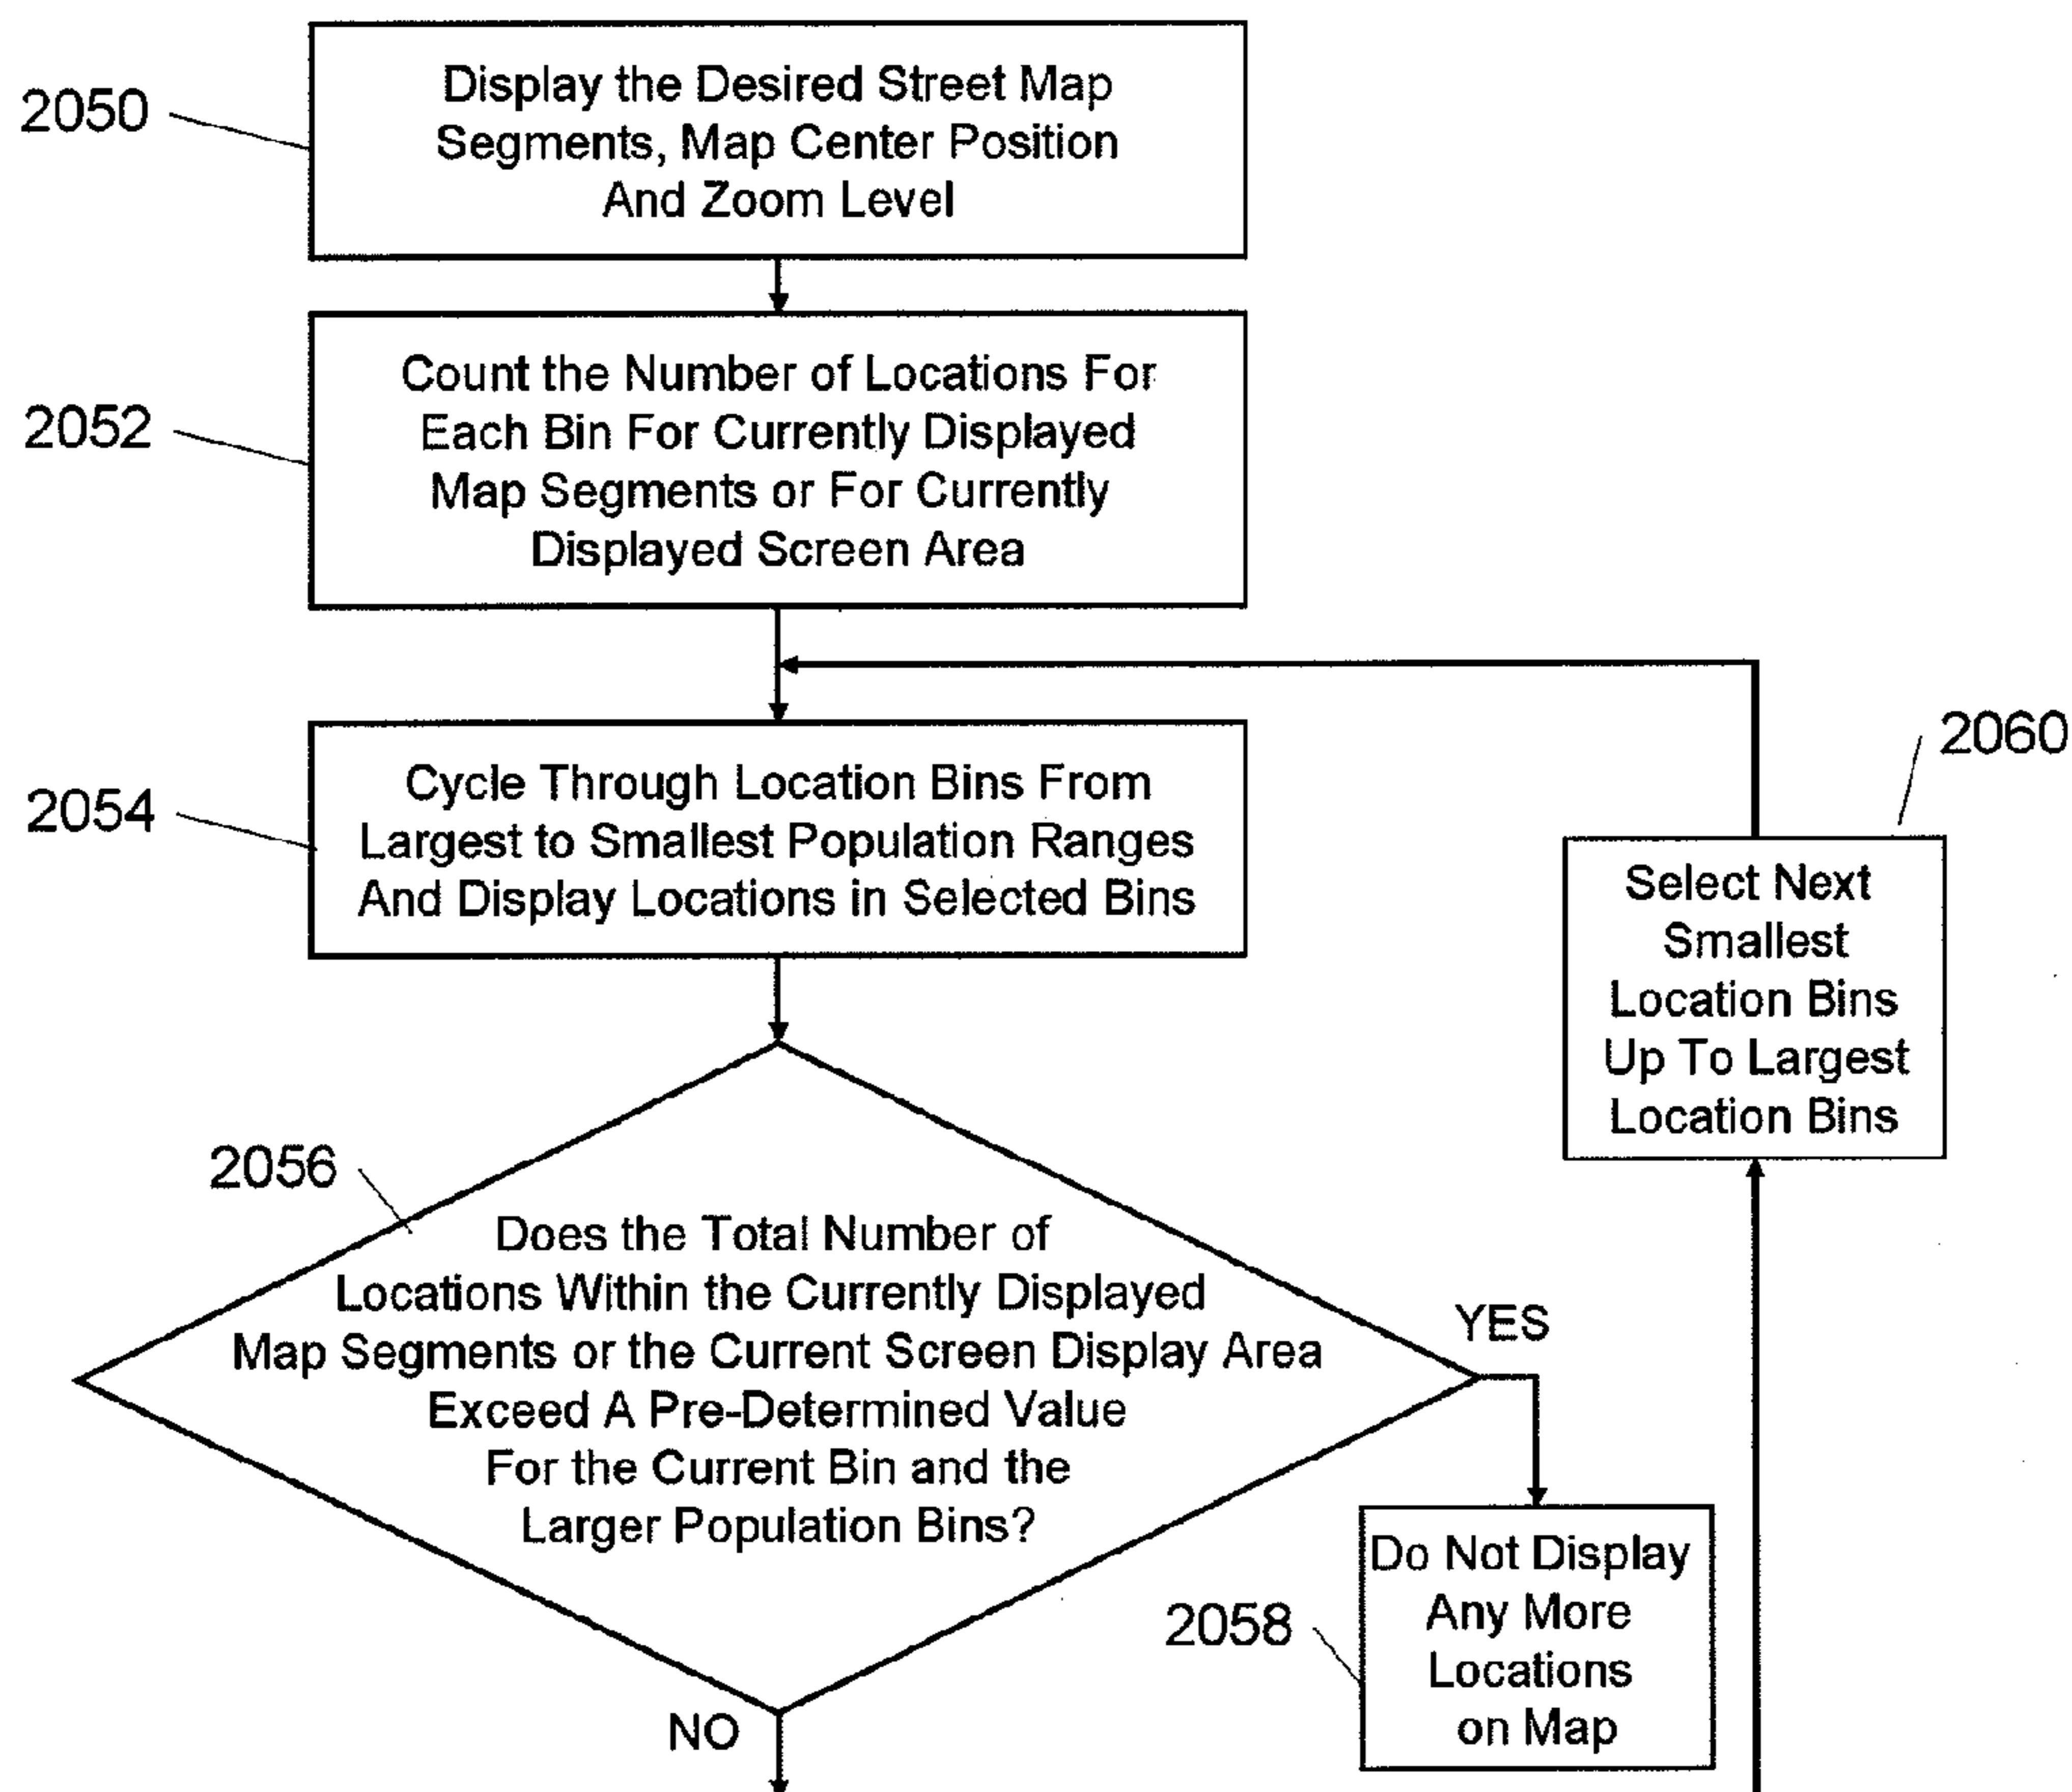 2050
Display the Desired Street Map
Segments, Map Center Position
And Zoom Level
2052
Count the Number of Locations For
Each Bin For Currently Displayed
Map Segments or For Currently
Displayed Screen Area
2054
Cycle Through Location Bins From
Largest to Smallest Population Ranges
And Display Locations in Selected Bins
2060
Select Next
Smallest
Location Bins
Up To Largest
Location Bins
2056
Does the Total Number of
Locations Within the Currently Displayed
Map Segments or the Current Screen Display Area
Exceed A Pre-Determined Value
For the Current Bin and the
Larger Population Bins?
YES
NO
2058
Do Not Display
Any More
Locations
on Map